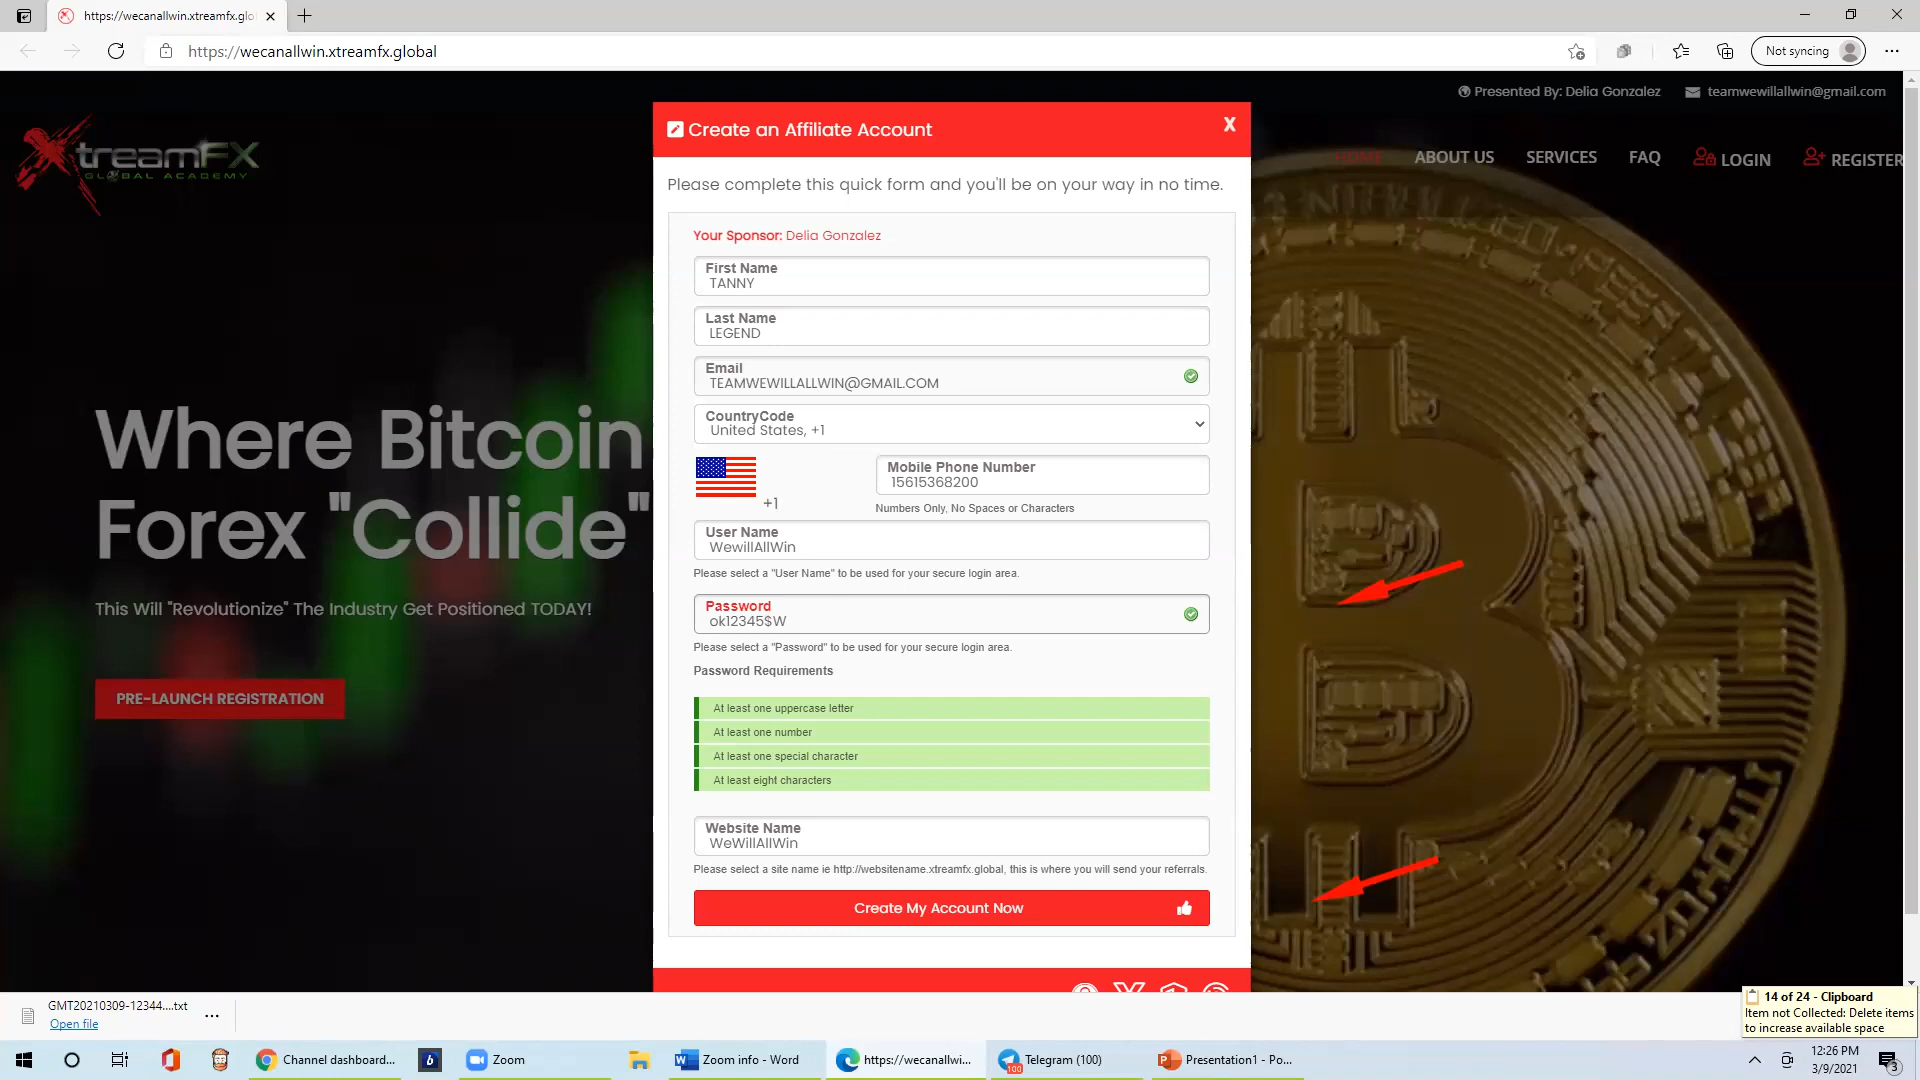 https://wecanallwin.xtreamfx.glo
https://wecanallwin.xtreamfx.global
Not syncing
Presented By: Delia Gonzalez
teamwewillallwin@gmail.com
XtreamFX
GLOBAL ACADEMY
HOME
ABOUT US
SERVICES
FAQ
LOGIN
REGISTER
Where Bitcoin
Forex "Collide"
This Will "Revolutionize" The Industry Get Positioned TODAY!
PRE-LAUNCH REGISTRATION
Create an Affiliate Account
X
Please complete this quick form and you'll be on your way in no time.
Your Sponsor: Delia Gonzalez
First Name
TANNY
Last Name
LEGEND
Email
TEAMWEWILLALLWIN@GMAIL.COM
CountryCode
United States, +1
+1
Mobile Phone Number
15615368200
Numbers Only, No Spaces or Characters
User Name
WewillAllWin
Please select a "User Name" to be used for your secure login area.
Password
ok12345$W
Please select a "Password" to be used for your secure login area.
Password Requirements
At least one uppercase letter
At least one number
At least one special character
At least eight characters
Website Name
WeWillAllWin
Please select a site name ie http://websitename.xtreamfx.global, this is where you will send your referrals.
Create My Account Now
GMT20210309-12344....txt
Open file
14 of 24 - Clipboard
Item not Collected: Delete items
to increase available space
Channel dashboard...
b
Zoom
Zoom info - Word
https://wecanallwi...
100
Telegram (100)
Presentation1 - Po...
12:26 PM
3/9/2021
3